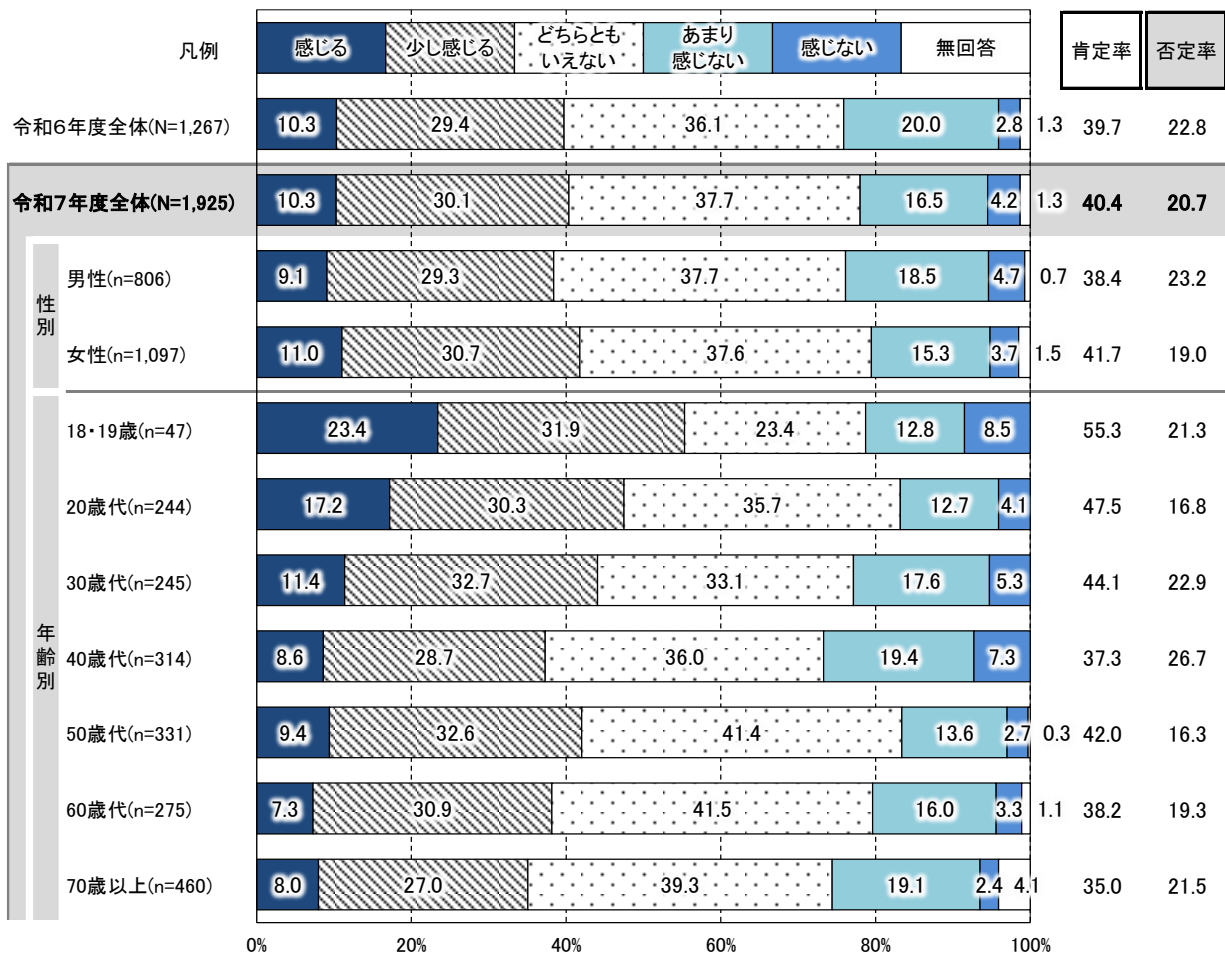 凡例 感じる 少し感じる どちらとも あまり 感じない 無回答 肯定率 否定率
いえない 感じない
令和6年度全体(N=1,267) 10.3 29.4 36.1 20.0 2.8 1.3 39.7 22.8
令和7年度全体(N=1,925) 10.3 30.1 37.7 16.5 4.2 1.3 40.4 20.7
性別
男性(n=806) 9.1 29.3 37.7 18.5 4.7 0.7 38.4 23.2
女性(n=1,097) 11.0 30.7 37.6 15.3 3.7 1.5 41.7 19.0
年齢別
18・19歳(n=47) 23.4 31.9 23.4 12.8 8.5 55.3 21.3
20歳代(n=244) 17.2 30.3 35.7 12.7 4.1 47.5 16.8
30歳代(n=245) 11.4 32.7 33.1 17.6 5.3 44.1 22.9
40歳代(n=314) 8.6 28.7 36.0 19.4 7.3 37.3 26.7
50歳代(n=331) 9.4 32.6 41.4 13.6 2.7 0.3 42.0 16.3
60歳代(n=275) 7.3 30.9 41.5 16.0 3.3 1.1 38.2 19.3
70歳以上(n=460) 8.0 27.0 39.3 19.1 2.4 4.1 35.0 21.5
0% 20% 40% 60% 80% 100%